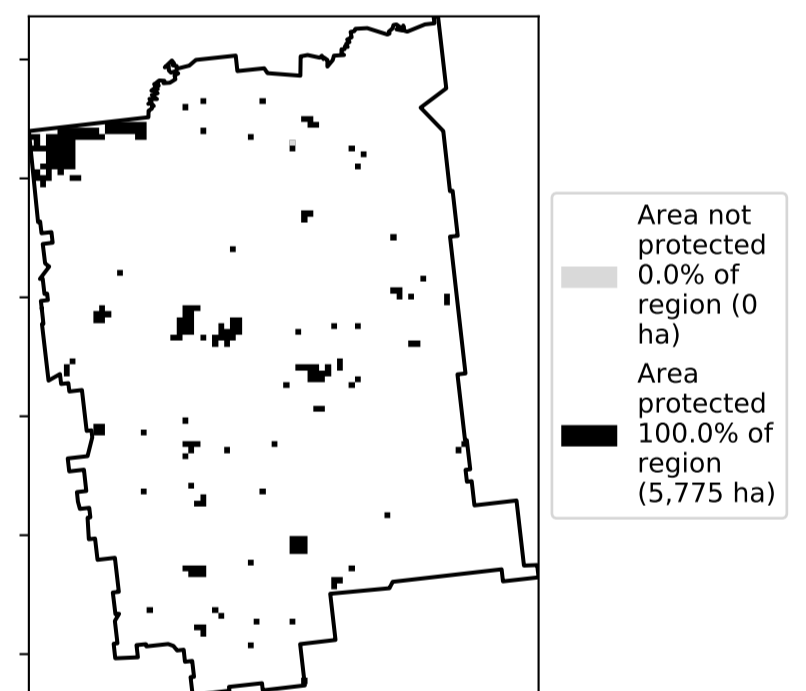 Area not
protected
0.0% of
region (0
ha)
Area
protected
100.0% of
region
(5,775 ha)